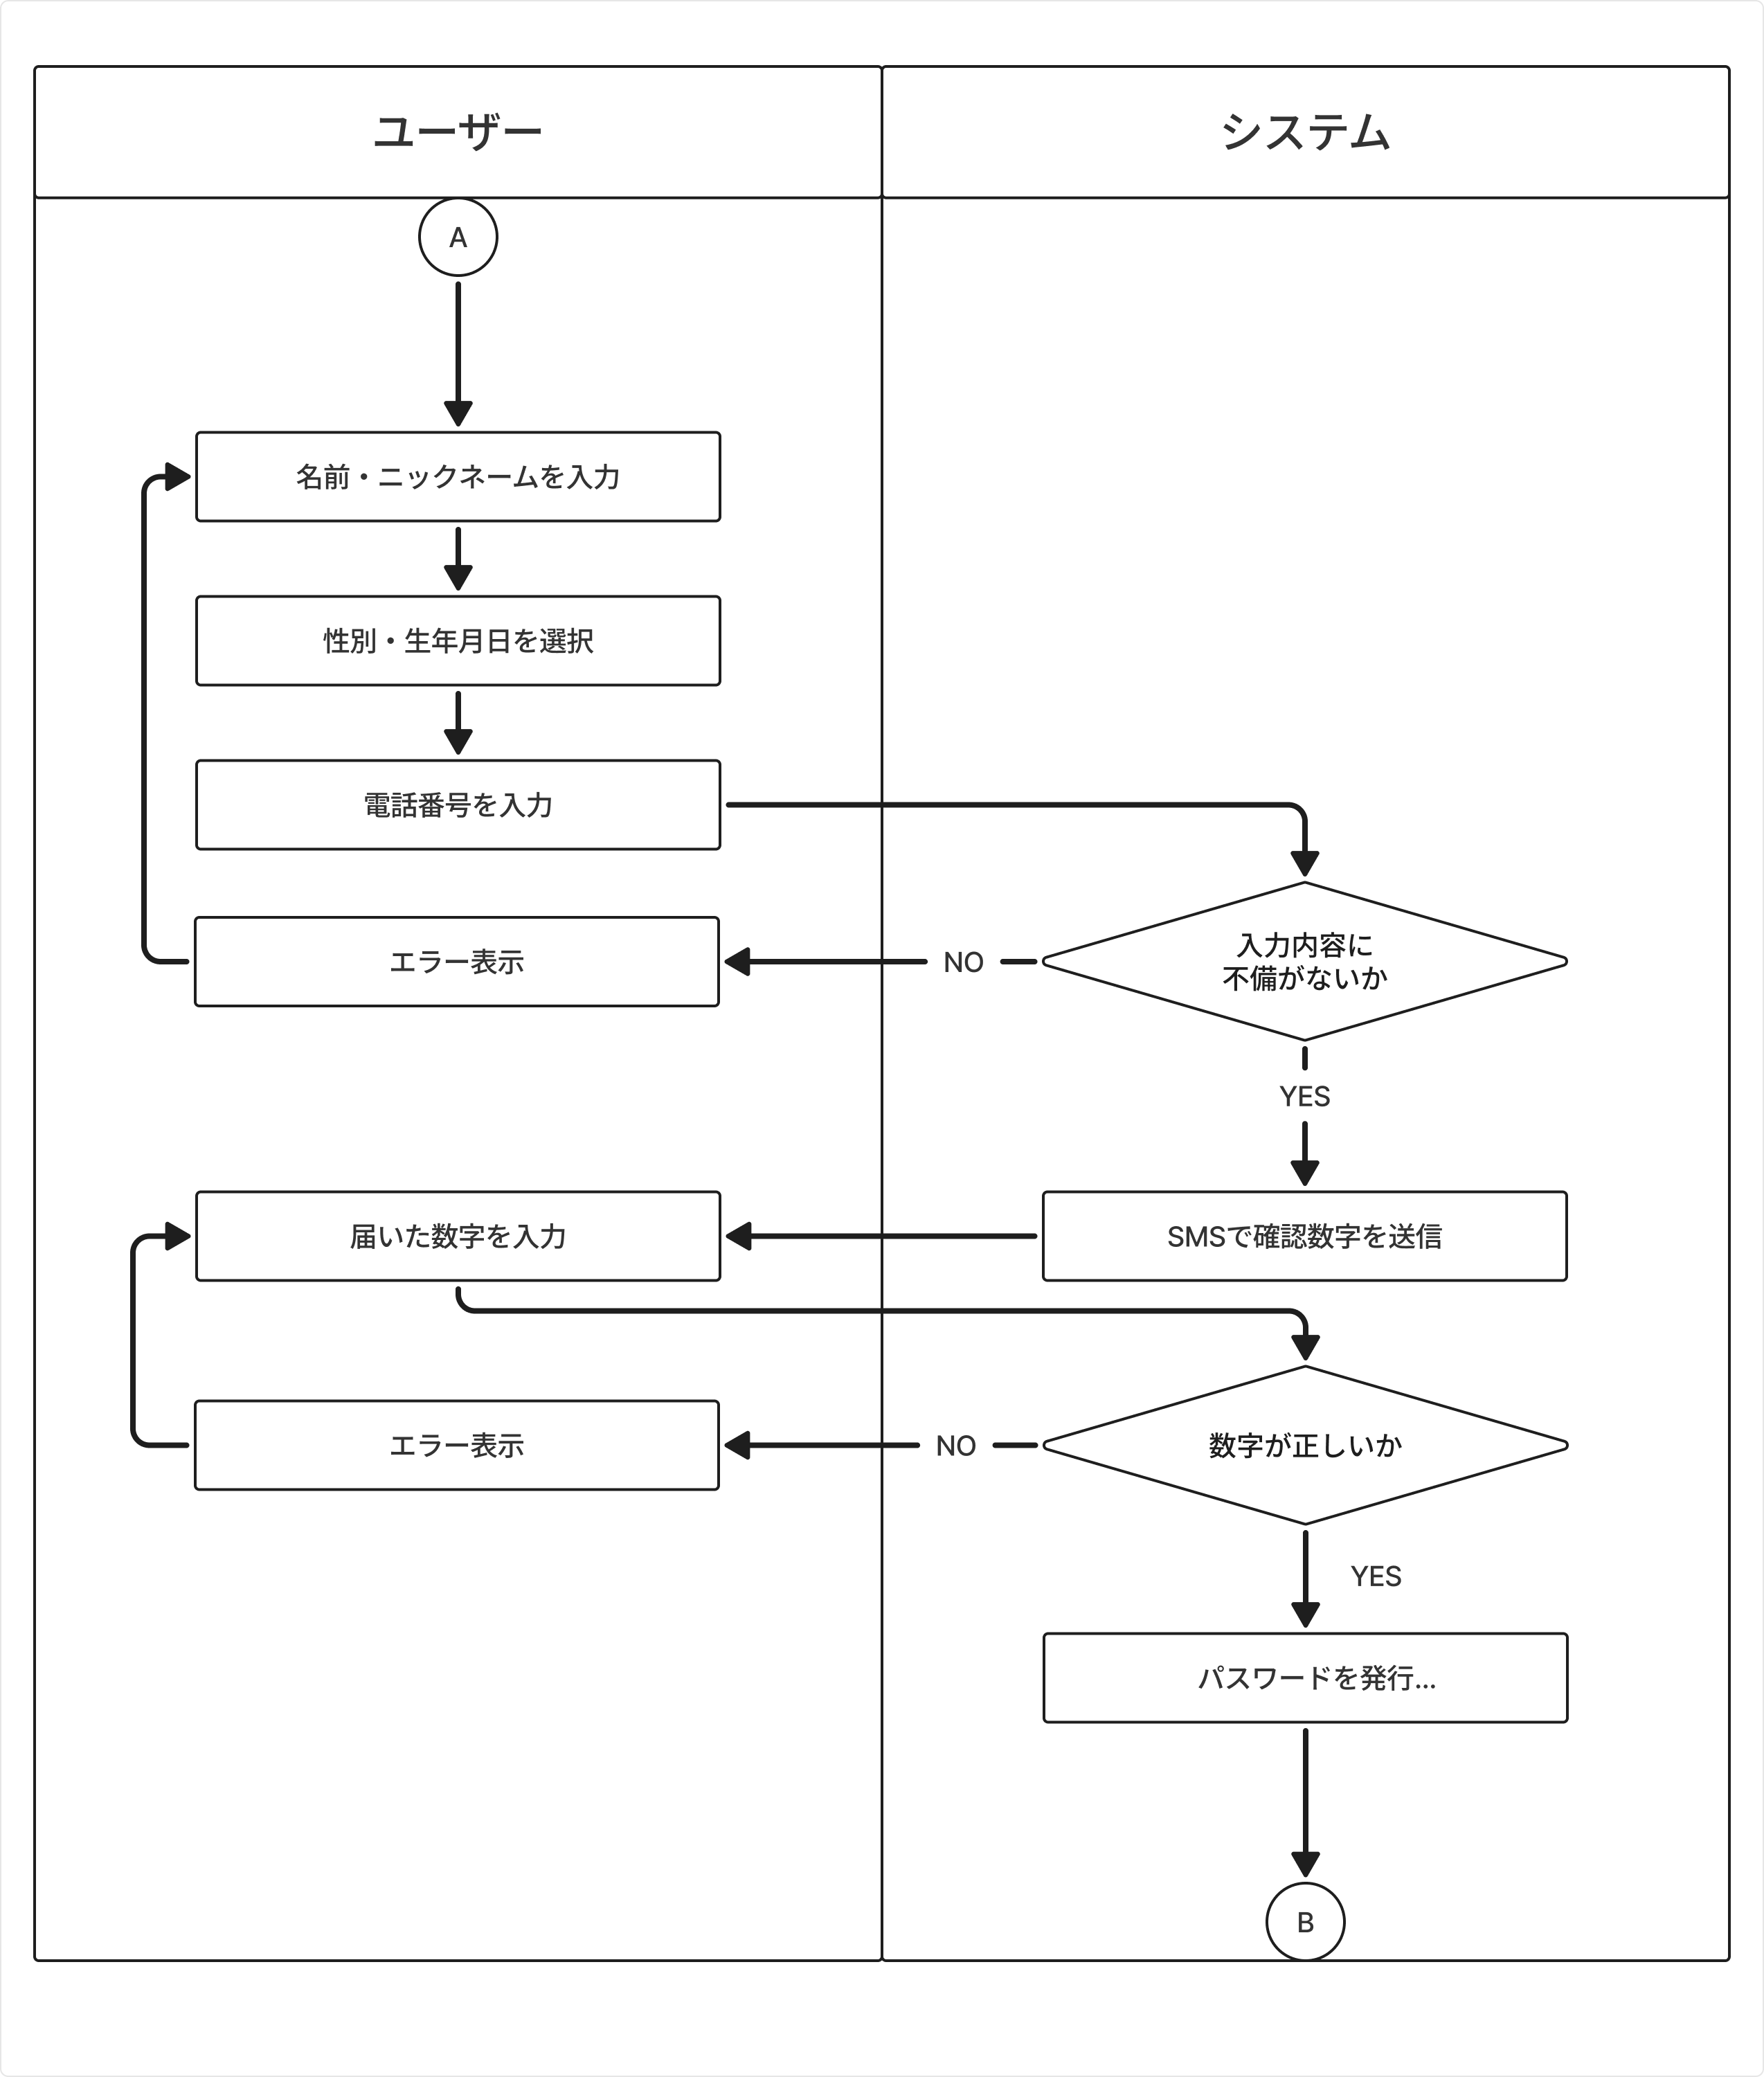 ユーザー
システム
A
名前・ニックネームを入力
性別・生年月日を選択
電話番号を入力
エラー表示
NO
入力内容に
不備がないか
YES
届いた数字を入力
SMSで確認数字を送信
エラー表示
NO
数字が正しいか
YES
パスワードを発行...
B